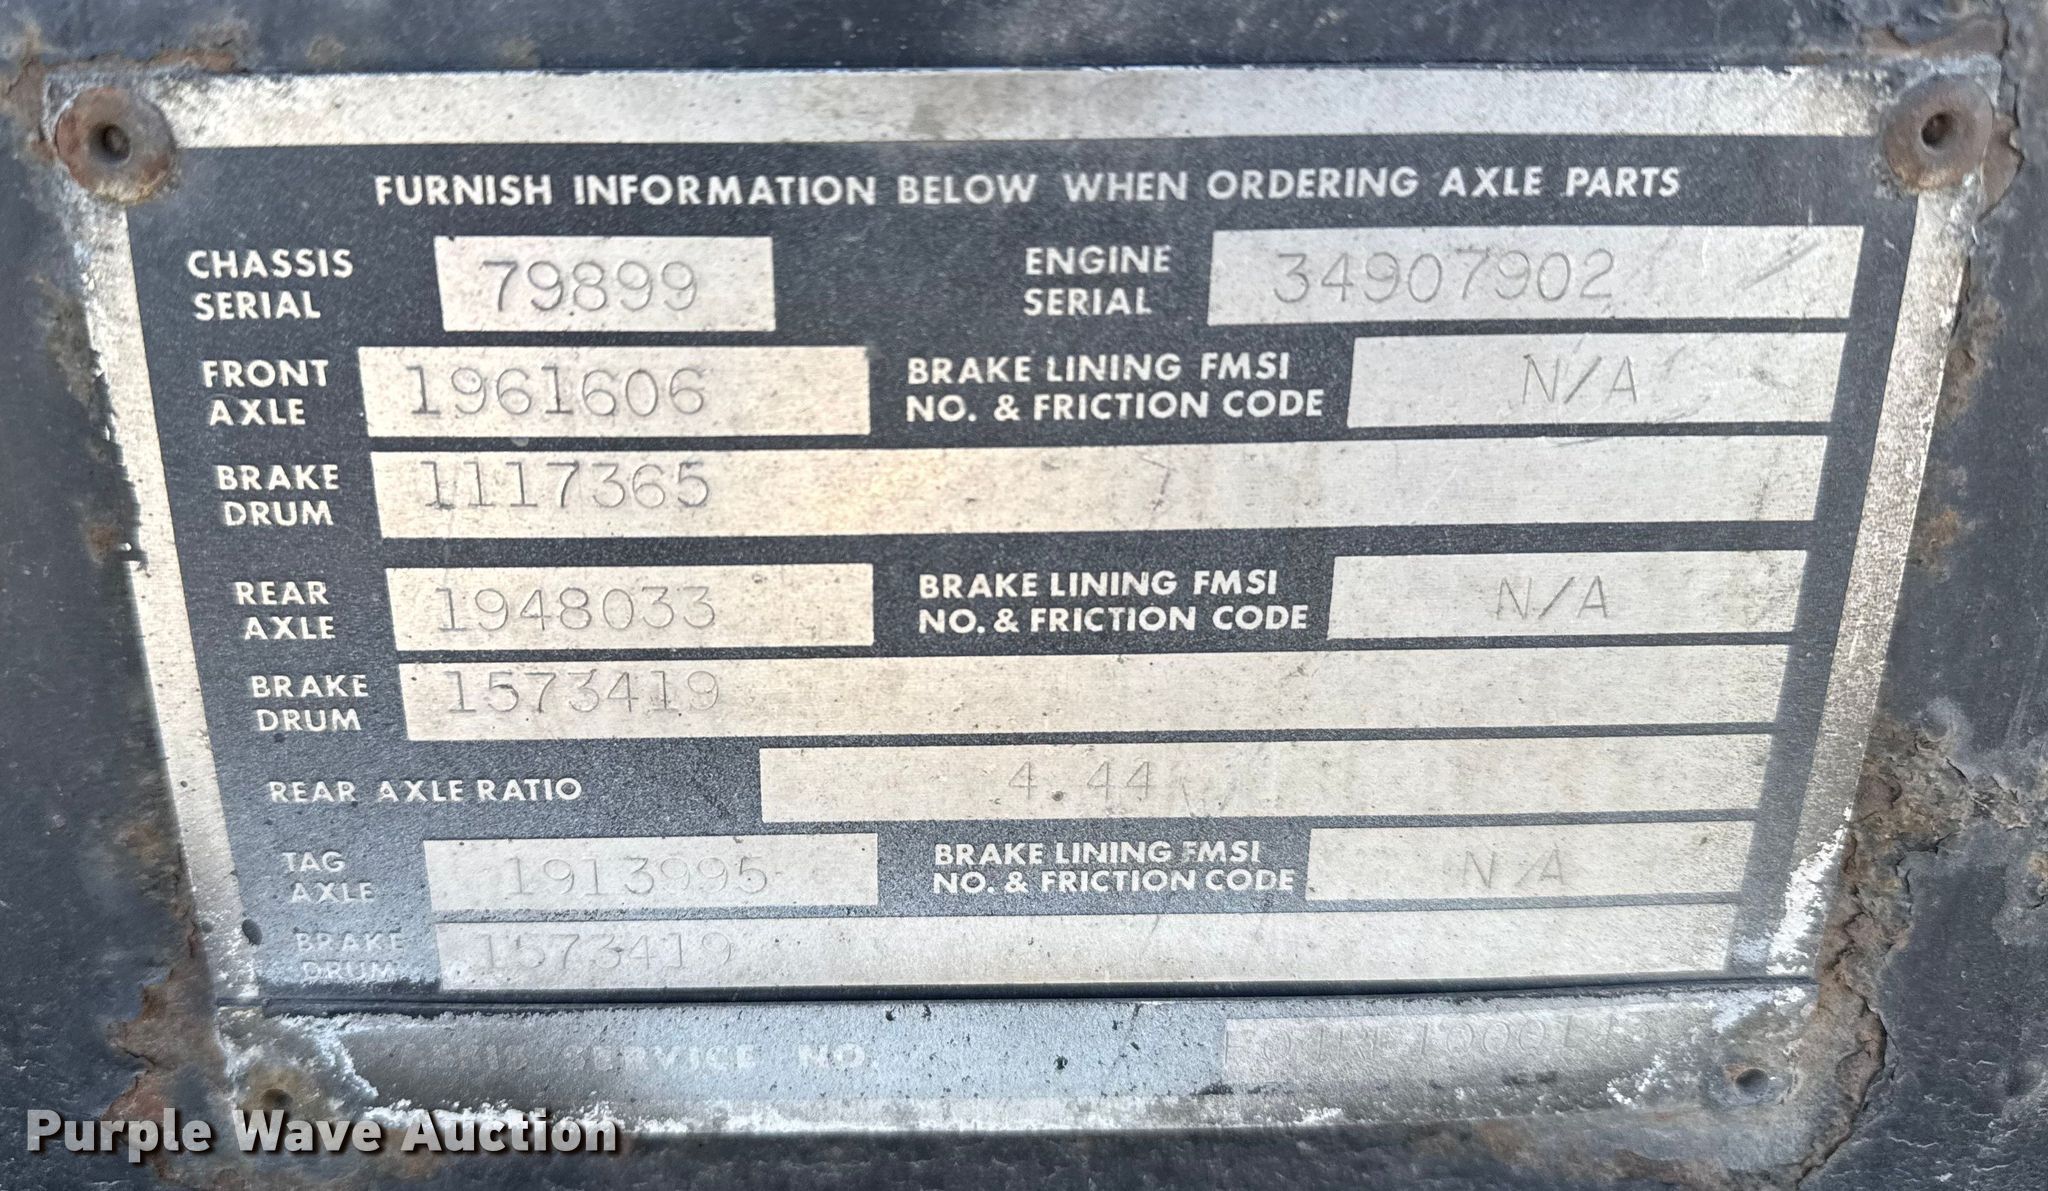 FURNISH INFORMATION BELOW WHEN ORDERING AXLE PARTS
CHASSIS SERIAL 79899 ENGINE SERIAL 34907902
FRONT AXLE 1961606 BRAKE LINING FMSI NO. & FRICTION CODE N/A
BRAKE DRUM 1117365
REAR AXLE 1948033 BRAKE LINING FMSI NO. & FRICTION CODE N/A
BRAKE DRUM 1573419
REAR AXLE RATIO 4.44
TAG AXLE 1913995 BRAKE LINING FMSI NO. & FRICTION CODE N/A
BRAKE DRUM 1573419
SERVICE NO.
Purple Wave Auction